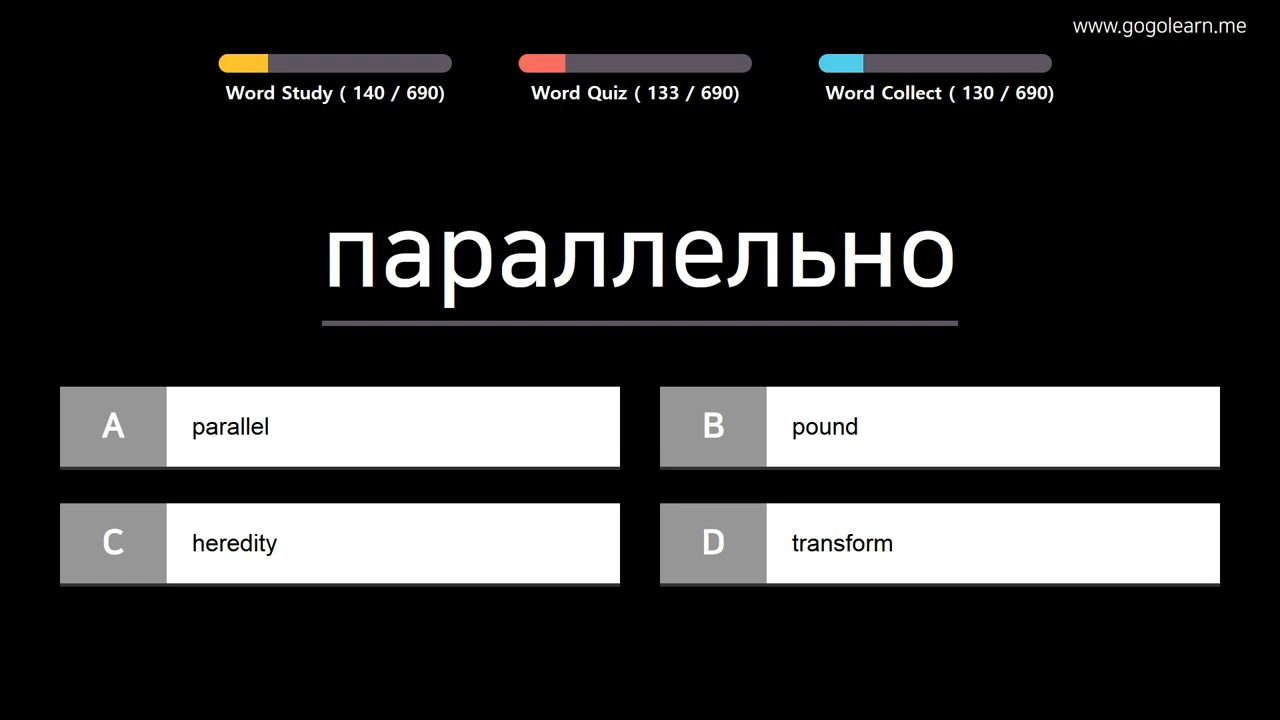 www.gogolearn.me
Word Study ( 140 / 690)
Word Quiz ( 133 / 690)
Word Collect ( 130 / 690)
параллельно
A parallel
B pound
C heredity
D transform